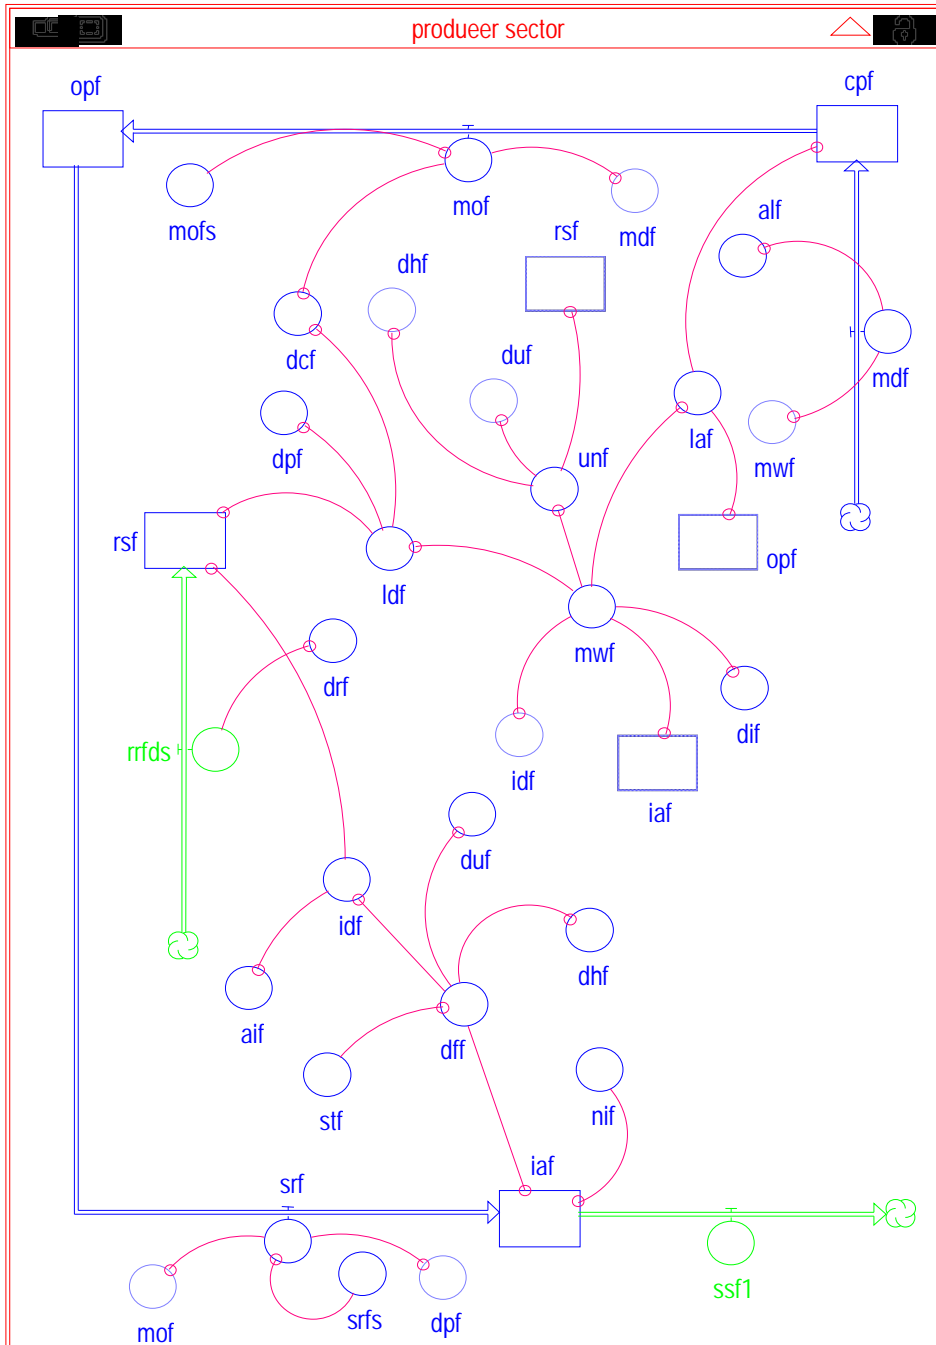 produeer sector
opf
cpf
mofs
mof
mdf
alf
rsf
dhf
dcf
duf
mdf
laf
dpf
unf
mwf
rsf
ldf
opf
mwf
drf
dif
rrfds
idf
iaf
duf
idf
dhf
aif
dff
stf
nif
iaf
srf
ssf1
srfs
dpf
mof